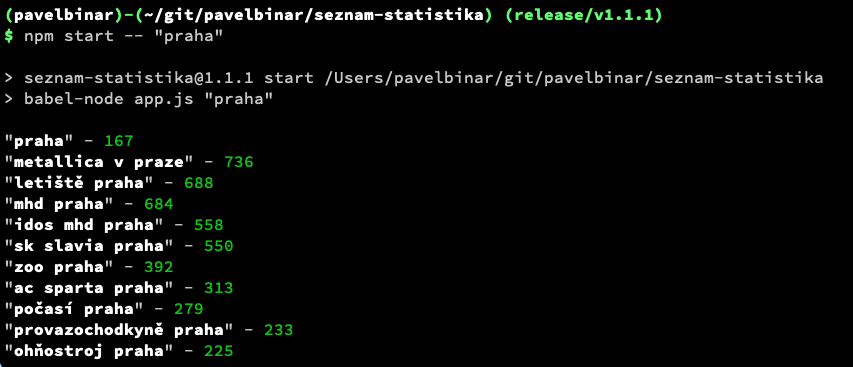 (pavelbinar)-(~/git/pavelbinar/seznam-statistika) (release/v1.1.1)
$ npm start -- "praha"
> seznam-statistika@1.1.1 start /Users/pavelbinar/git/pavelbinar/seznam-statistika
> babel-node app.js "praha"
"praha" - 167
"metallica v praze" - 736
"letiště praha" - 688
"mhd praha" - 684
"idos mhd praha" - 558
"sk slavia praha" - 550
"zoo praha" - 392
"ac sparta praha" - 313
"počasí praha" - 279
"provazochodkyně praha" - 233
"ohňostroj praha" - 225